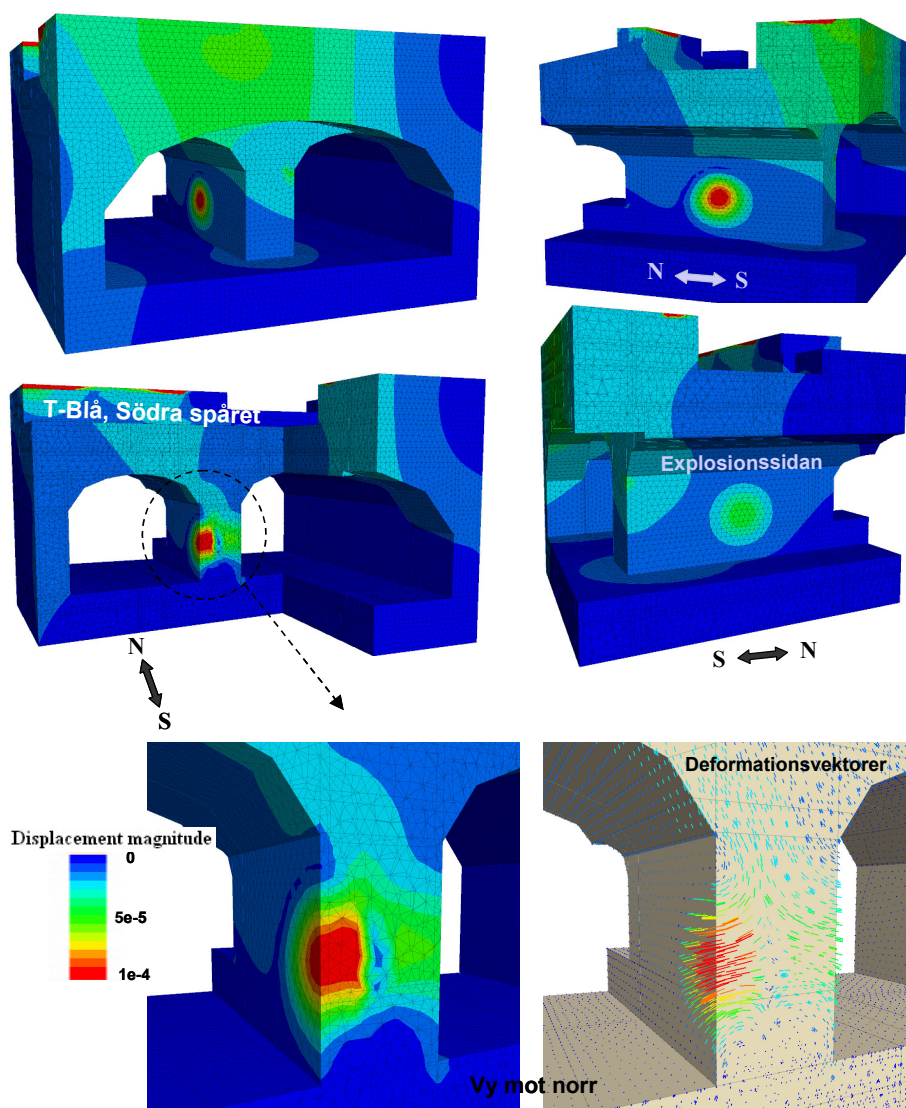 N S
T-Blå, Södra spåret
Explosionssidan
N
S
S N
Deformationsvektorer
Displacement magnitude
0
5e-5
1e-4
Vy mot norr